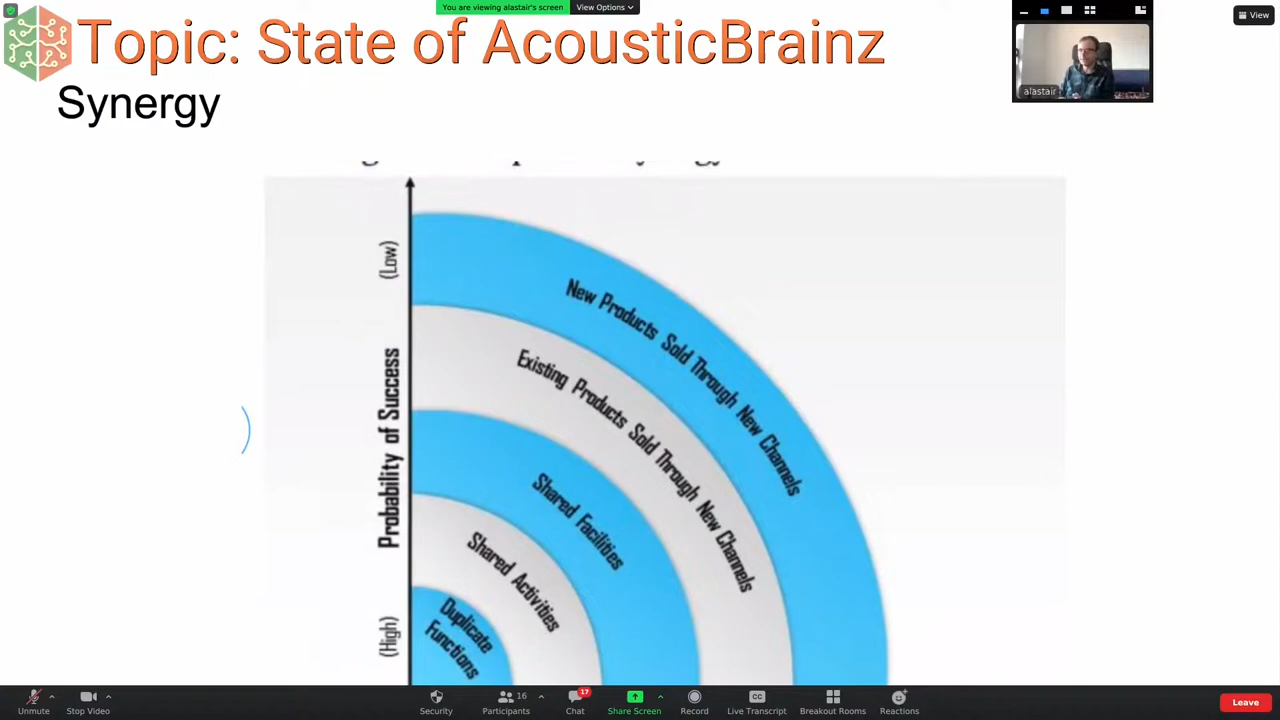 You are viewing alastair's screen
View Options
View
Topic: State of AcousticBrainz
Synergy
alastair
(Low)
Probability of Success
(High)
New Products Sold Through New Channels
Existing Products Sold Through New Channels
Shared Facilities
Shared Activities
Duplicate
Functions
Unmute
Stop Video
Security
16
Participants
17
Chat
Share Screen
Record
CC
Live Transcript
Breakout Rooms
Reactions
Leave